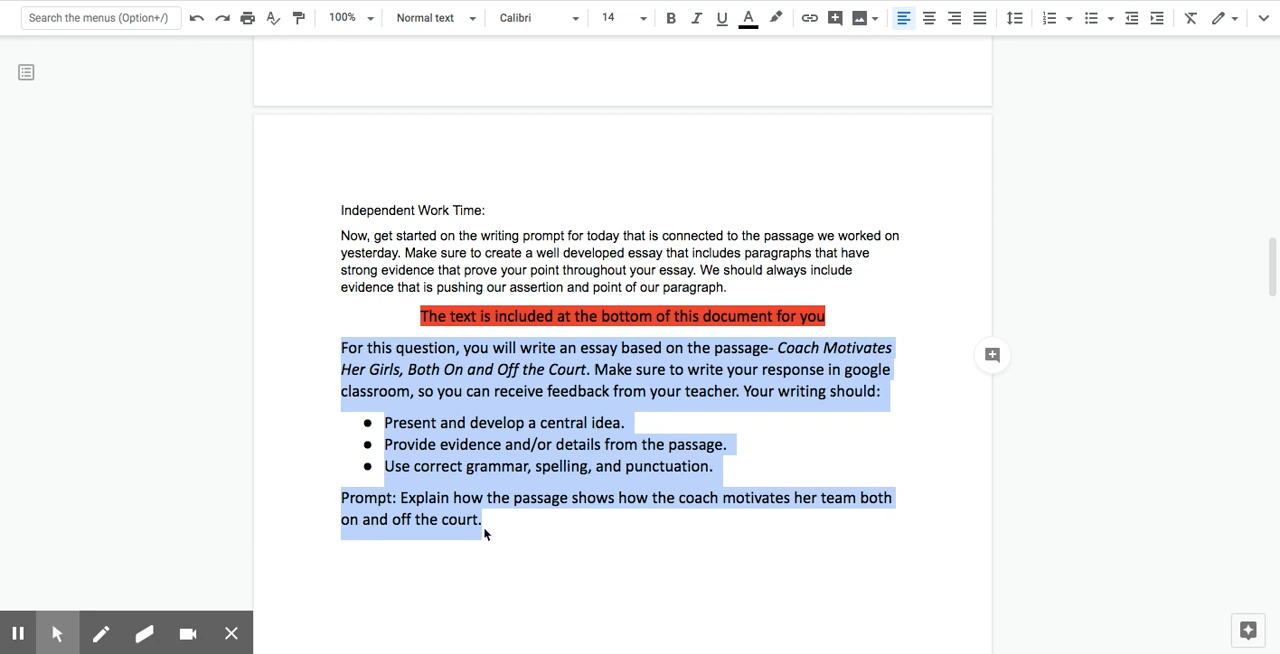 Search the menus (Option+/)
100%
Normal text
Calibri
14
B I U A
Independent Work Time:
Now, get started on the writing prompt for today that is connected to the passage we worked on
yesterday. Make sure to create a well developed essay that includes paragraphs that have
strong evidence that prove your point throughout your essay. We should always include
evidence that is pushing our assertion and point of our paragraph.
The text is included at the bottom of this document for you
For this question, you will write an essay based on the passage- Coach Motivates
Her Girls, Both On and Off the Court. Make sure to write your response in google
classroom, so you can receive feedback from your teacher. Your writing should:
● Present and develop a central idea.
● Provide evidence and/or details from the passage.
● Use correct grammar, spelling, and punctuation.
Prompt: Explain how the passage shows how the coach motivates her team both
on and off the court.